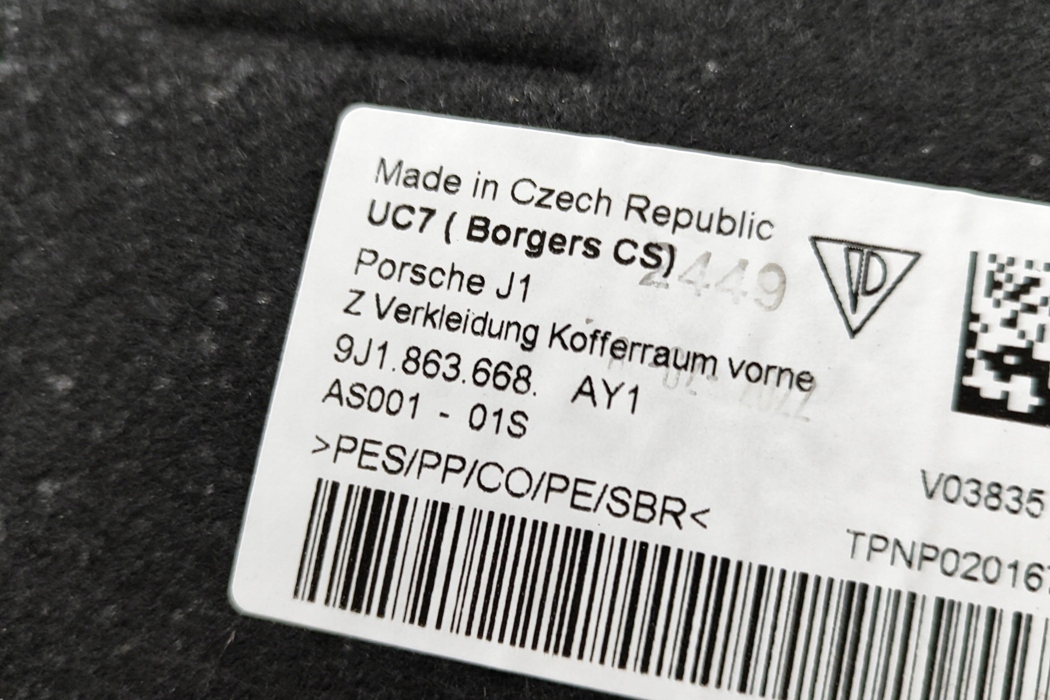 Made in Czech Republic
UC7 ( Borgers CS)
2449
Porsche J1
Z Verkleidung Kofferraum vorne
9J1.863.668. AY1
AS001 - 01S
>PES/PP/CO/PE/SBR<
V03835
TPNP020167